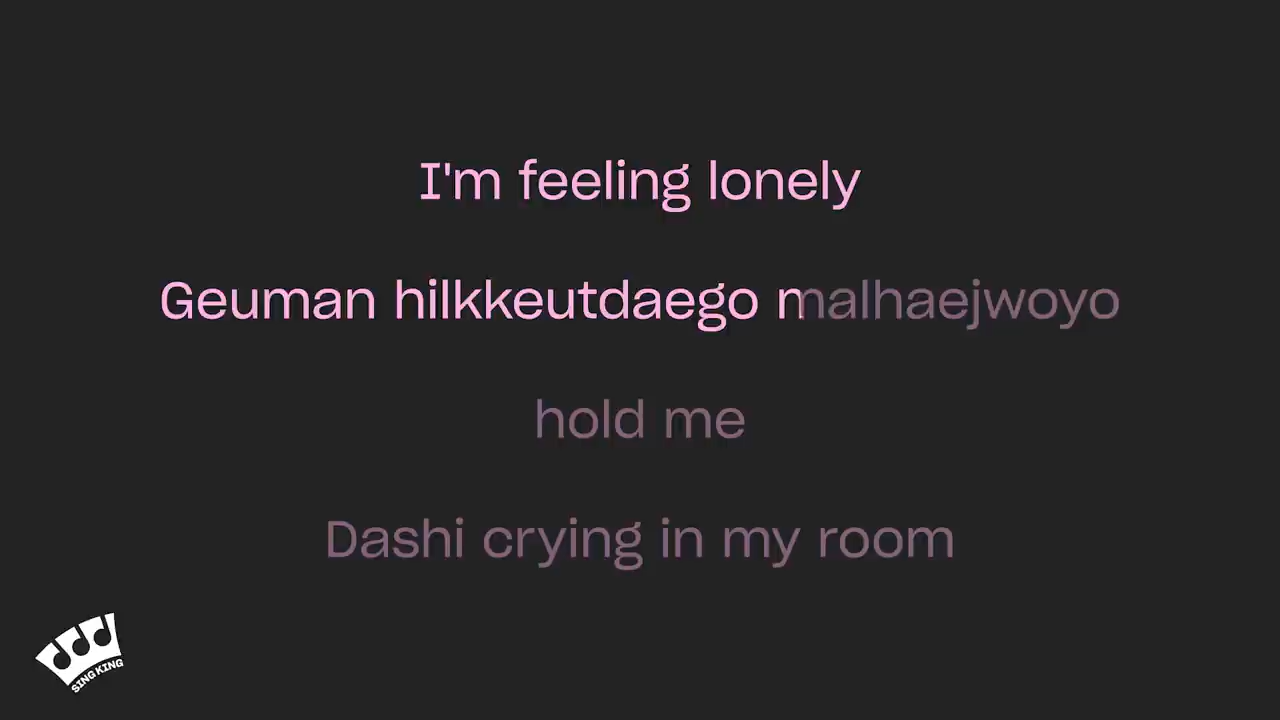 I'm feeling lonely
Geuman hilkkeutdaego malhaejwoyo
hold me
Dashi crying in my room
SING KING